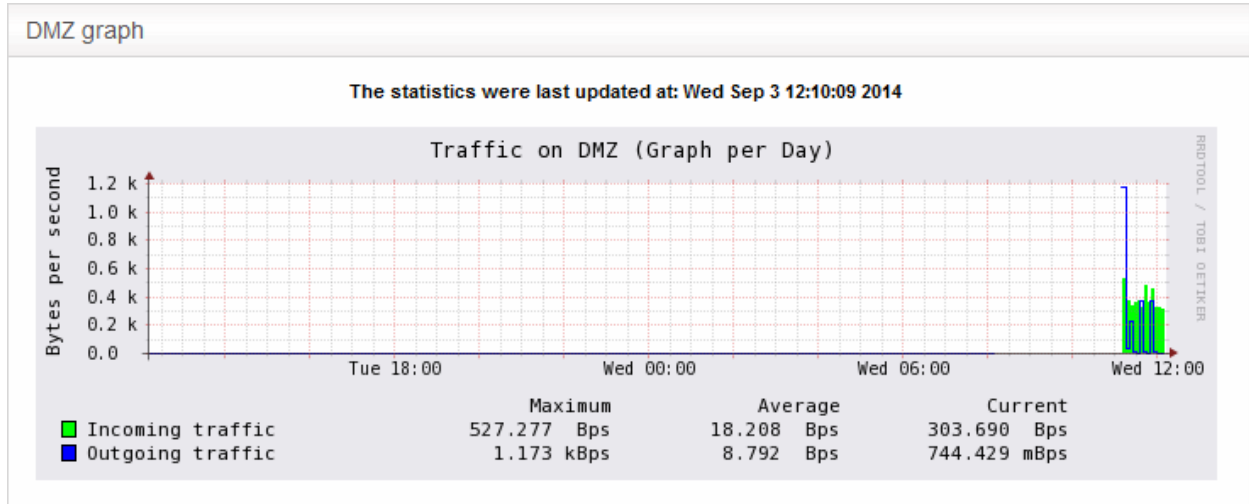 DMZ graph
The statistics were last updated at: Wed Sep 3 12:10:09 2014
Traffic on DMZ (Graph per Day)
RRDTOOL / TOBI OETIKER
Bytes per second
1.2 k
1.0 k
0.8 k
0.6 k
0.4 k
0.2 k
0.0
Tue 18:00 Wed 00:00 Wed 06:00 Wed 12:00
Maximum Average Current
Incoming traffic 527.277 Bps 18.208 Bps 303.690 Bps
Outgoing traffic 1.173 kBps 8.792 Bps 744.429 mBps